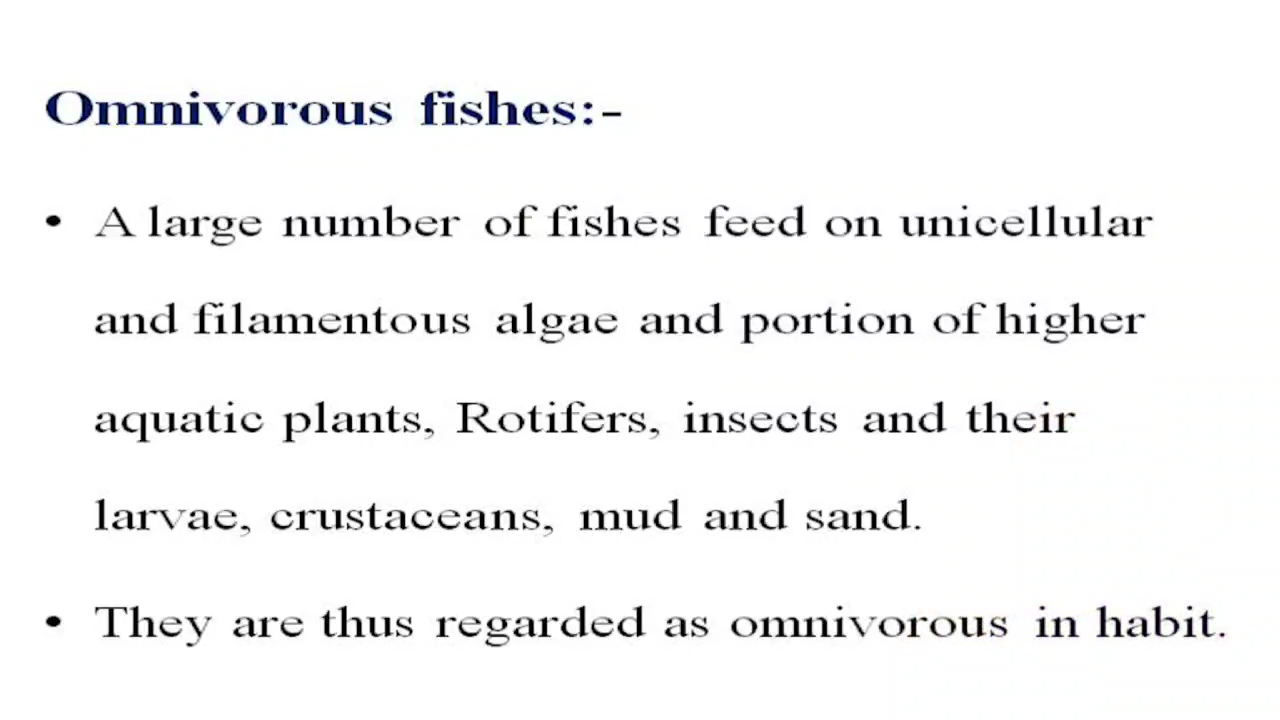 Omnivorous fishes:-
• A large number of fishes feed on unicellular
and filamentous algae and portion of higher
aquatic plants, Rotifers, insects and their
larvae, crustaceans, mud and sand.
• They are thus regarded as omnivorous in habit.